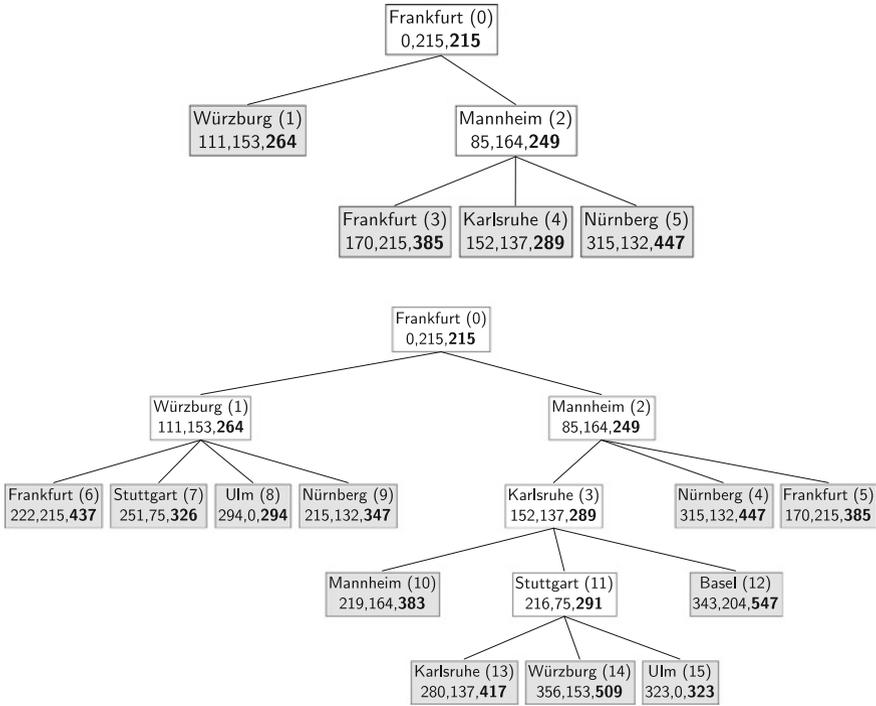 Frankfurt (0)
0,215,215
Würzburg (1)
111,153,264
Mannheim (2)
85,164,249
Frankfurt (3)
170,215,385
Karlsruhe (4)
152,137,289
Nürnberg (5)
315,132,447
Frankfurt (0)
0,215,215
Würzburg (1)
111,153,264
Mannheim (2)
85,164,249
Frankfurt (6)
222,215,437
Stuttgart (7)
251,75,326
Ulm (8)
294,0,294
Nürnberg (9)
215,132,347
Karlsruhe (3)
152,137,289
Nürnberg (4)
315,132,447
Frankfurt (5)
170,215,385
Mannheim (10)
219,164,383
Stuttgart (11)
216,75,291
Basel (12)
343,204,547
Karlsruhe (13)
280,137,417
Würzburg (14)
356,153,509
Ulm (15)
323,0,323